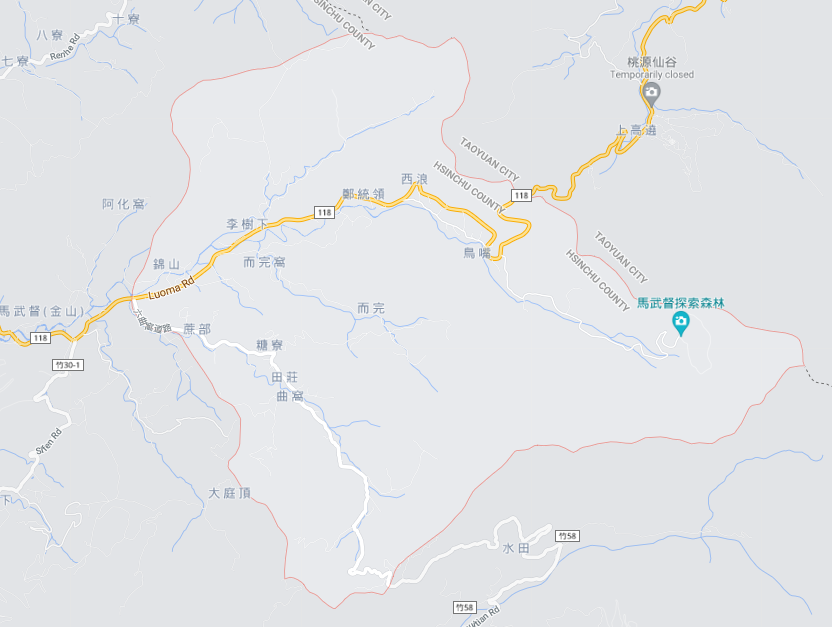 十寮
八寮
七寮
Renhe Rd
HSINCHU COUNTY
桃源仙谷
Temporarily closed
上高遶
TAOYUAN CITY
HSINCHU COUNTY
118
西浪
鄭統領
阿化窩
李樹下
118
鳥嘴
TAOYUAN CITY
HSINCHU COUNTY
錦山
而完窩
Luoma Rd
馬武督探索森林
馬武督(金山)
而完
蔗部
118
糖寮
竹30-1
田莊
曲窩
Sifen Rd
大庭頂
下
水田
竹58
竹58